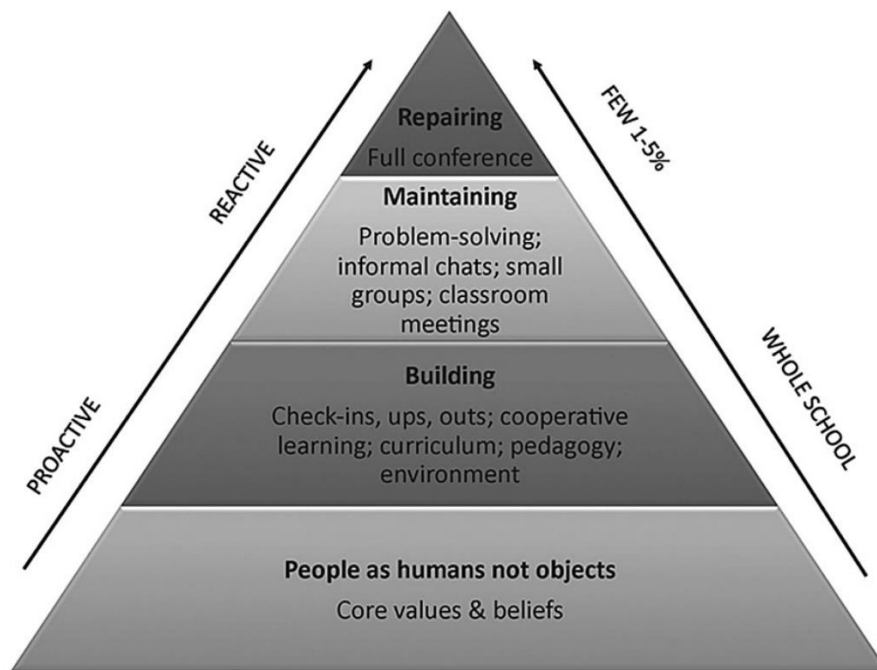 Repairing
Full conference
Maintaining
Problem-solving;
informal chats; small
groups; classroom
meetings
Building
Check-ins, ups, outs; cooperative
learning; curriculum; pedagogy;
environment
People as humans not objects
Core values & beliefs
REACTIVE
PROACTIVE
FEW 1-5%
WHOLE SCHOOL